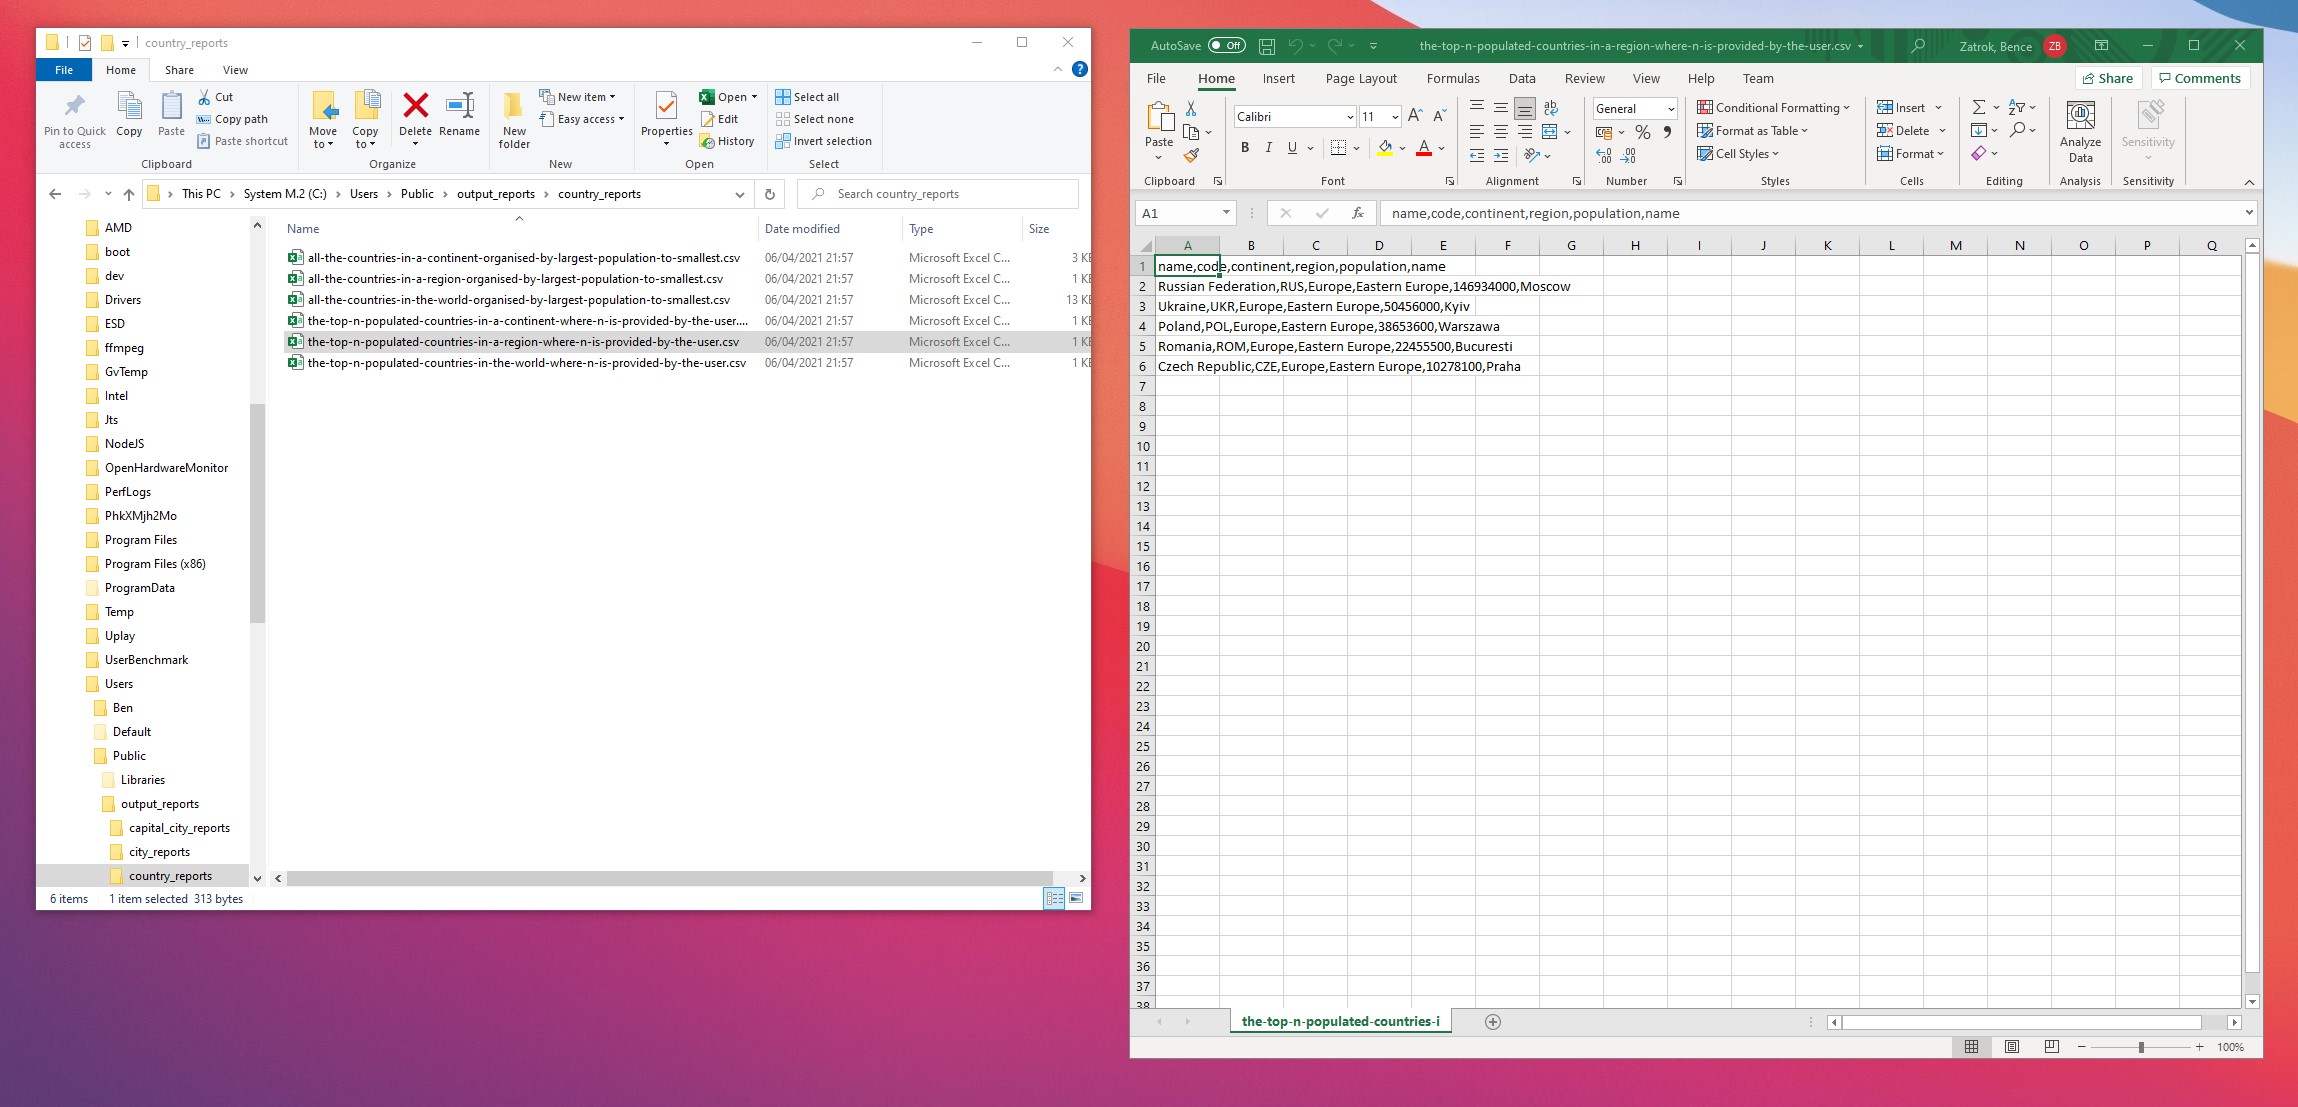 country_reports
File Home Share View
Pin to Quick access
Copy
Paste
Cut
Copy path
Paste shortcut
Clipboard
Move to
Copy to
Delete
Rename
Organize
New folder
New item
Easy access
New
Properties
Open
Edit
History
Open
Select all
Select none
Invert selection
Select
This PC System M.2 (C:) Users Public output_reports country_reports
Search country_reports
AMD
boot
dev
Drivers
ESD
ffmpeg
GvTemp
Intel
Jts
NodeJS
OpenHardwareMonitor
PerfLogs
PhkXMjh2Mo
Program Files
Program Files (x86)
ProgramData
Temp
Uplay
UserBenchmark
Users
Ben
Default
Public
Libraries
output_reports
capital_city_reports
city_reports
country_reports
Name Date modified Type Size
all-the-countries-in-a-continent-organised-by-largest-population-to-smallest.csv 06/04/2021 21:57 Microsoft Excel C... 3 KB
all-the-countries-in-a-region-organised-by-largest-population-to-smallest.csv 06/04/2021 21:57 Microsoft Excel C... 1 KB
all-the-countries-in-the-world-organised-by-largest-population-to-smallest.csv 06/04/2021 21:57 Microsoft Excel C... 13 KB
the-top-n-populated-countries-in-a-continent-where-n-is-provided-by-the-user.... 06/04/2021 21:57 Microsoft Excel C... 1 KB
the-top-n-populated-countries-in-a-region-where-n-is-provided-by-the-user.csv 06/04/2021 21:57 Microsoft Excel C... 1 KB
the-top-n-populated-countries-in-the-world-where-n-is-provided-by-the-user.csv 06/04/2021 21:57 Microsoft Excel C... 1 KB
6 items 1 item selected 313 bytes
AutoSave Off the-top-n-populated-countries-in-a-region-where-n-is-provided-by-the-user.csv Zatrok, Bence ZB
File Home Insert Page Layout Formulas Data Review View Help Team Share Comments
Paste
Clipboard
Calibri 11
B I U
Font
Alignment
General
Number
Conditional Formatting
Format as Table
Cell Styles
Styles
Insert
Delete
Format
Cells
Editing
Analyze Data
Analysis
Sensitivity
Sensitivity
A1 fx name,code,continent,region,population,name
A B C D E F G H I J K L M N O P Q
1 name,code,continent,region,population,name
2 Russian Federation,RUS,Europe,Eastern Europe,146934000,Moscow
3 Ukraine,UKR,Europe,Eastern Europe,50456000,Kyiv
4 Poland,POL,Europe,Eastern Europe,38653600,Warszawa
5 Romania,ROM,Europe,Eastern Europe,22455500,Bucuresti
6 Czech Republic,CZE,Europe,Eastern Europe,10278100,Praha
7
8
9
10
11
12
13
14
15
16
17
18
19
20
21
22
23
24
25
26
27
28
29
30
31
32
33
34
35
36
37
38
the-top-n-populated-countries-i
100%